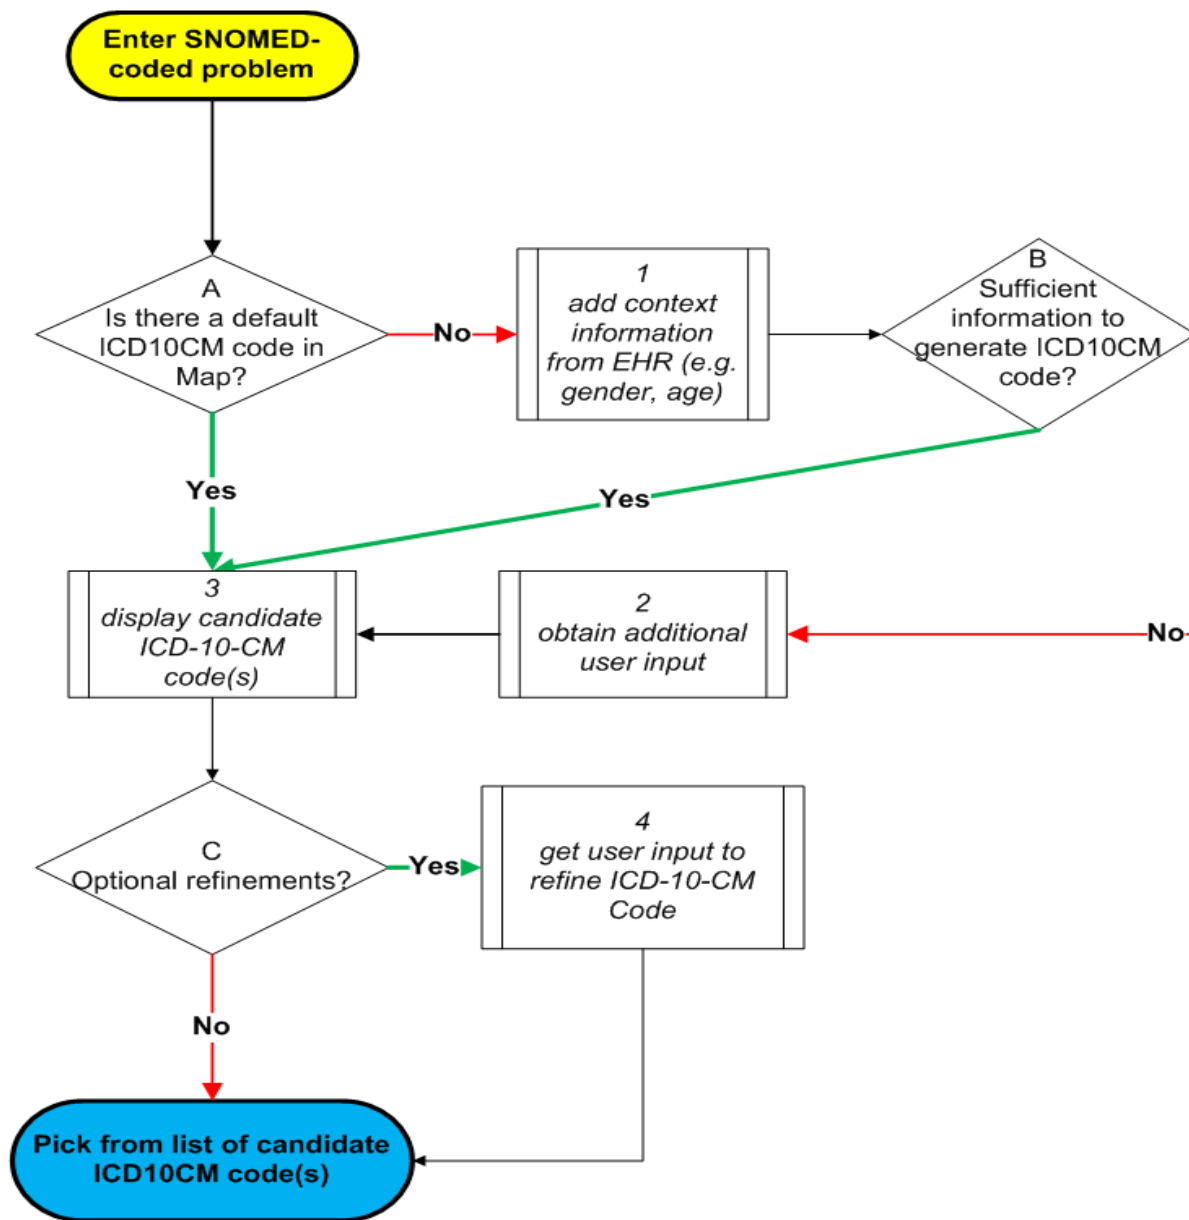 Enter SNOMED-
coded problem
A
Is there a default
ICD10CM code in
Map?
No
1
add context
information
from EHR (e.g.
gender, age)
B
Sufficient
information to
generate ICD10CM
code?
Yes
Yes
3
display candidate
ICD-10-CM
code(s)
2
obtain additional
user input
No
C
Optional refinements?
Yes
4
get user input to
refine ICD-10-CM
Code
No
Pick from list of candidate
ICD10CM code(s)